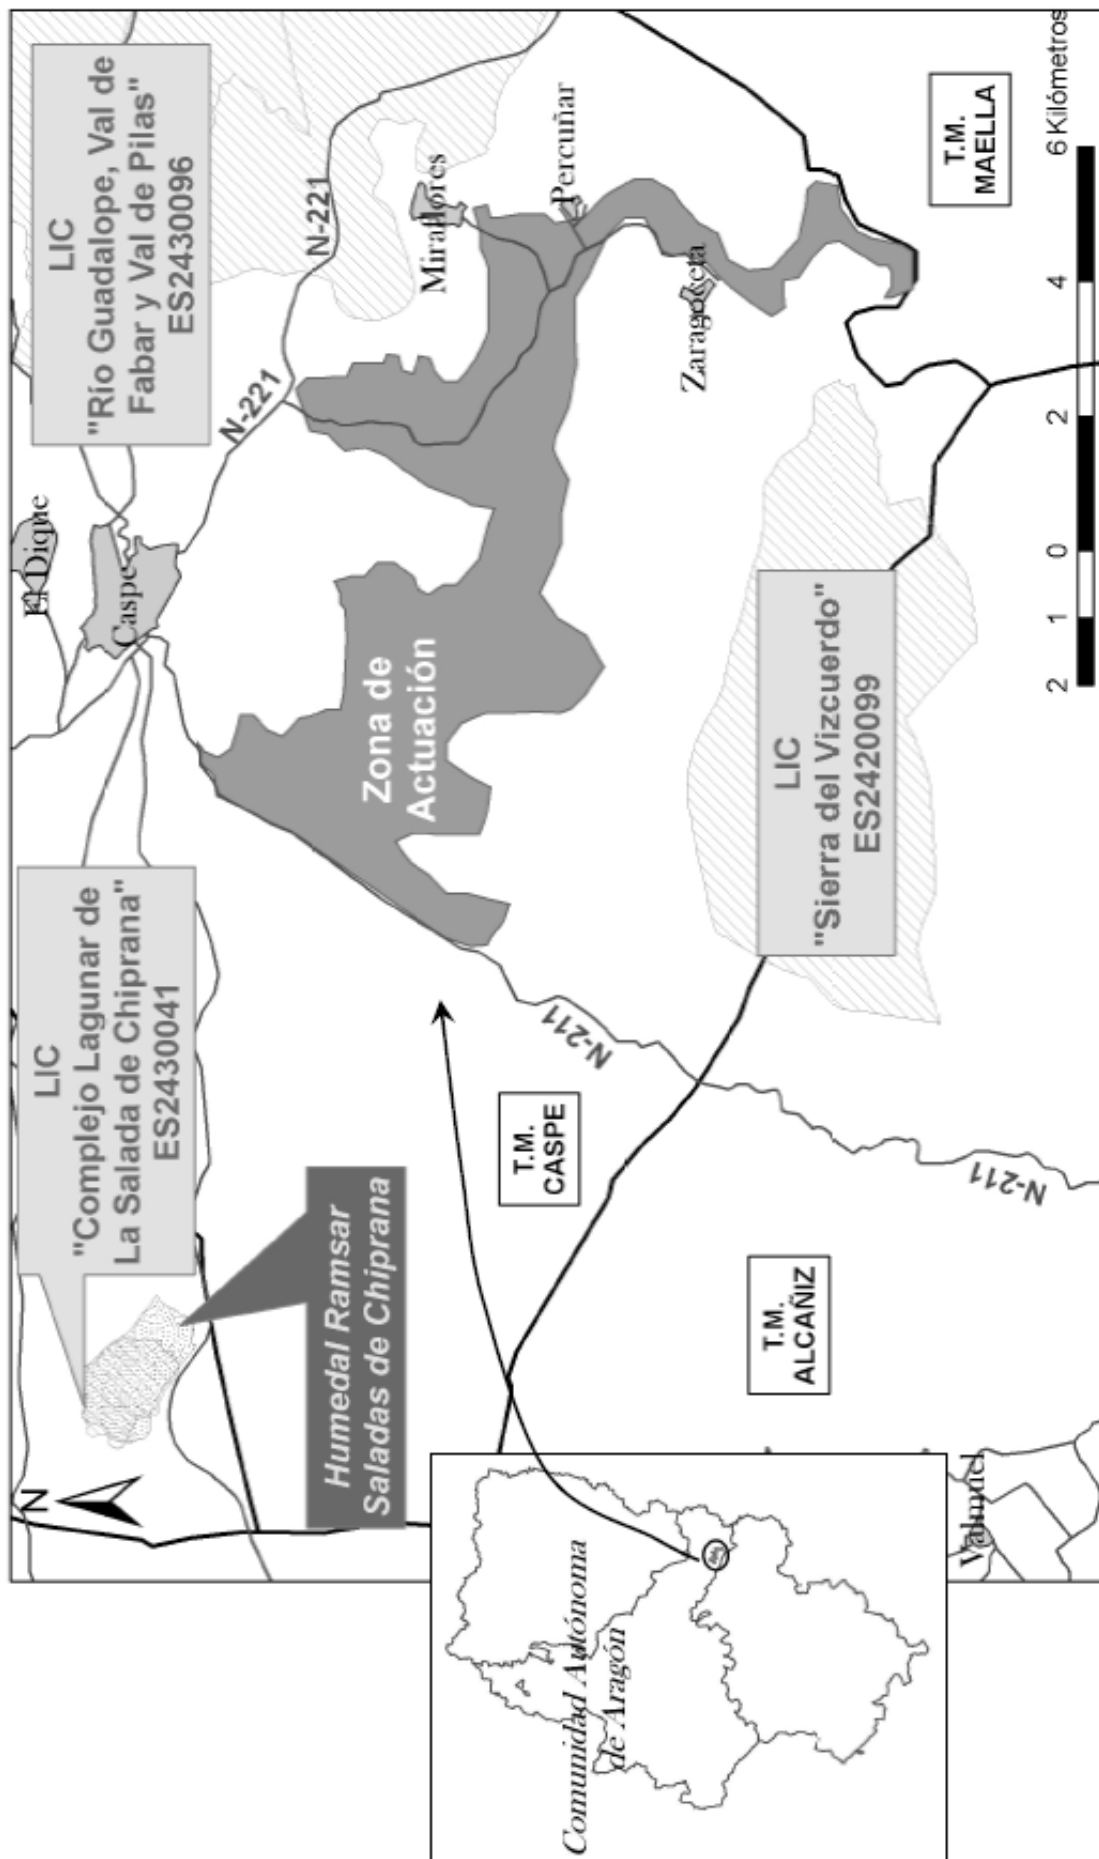 N
LIC
"Complejo Lagunar de
La Salada de Chiprana"
ES2430041
El Dique
Caspe
LIC
"Río Guadalope, Val de
Fabar y Val de Pilas"
ES2430096
N-221
N-221
Humedal Ramsar
Saladas de Chiprana
Zona de
Actuación
Miraflores
Percuñar
Zaragoceta
T.M.
CASPE
N-211
N-211
Comunidad Autónoma
de Aragón
T.M.
ALCAÑIZ
LIC
"Sierra del Vizcuerdo"
ES2420099
T.M.
MAELLA
Valmuel
2 1 0 2 4 6 Kilómetros